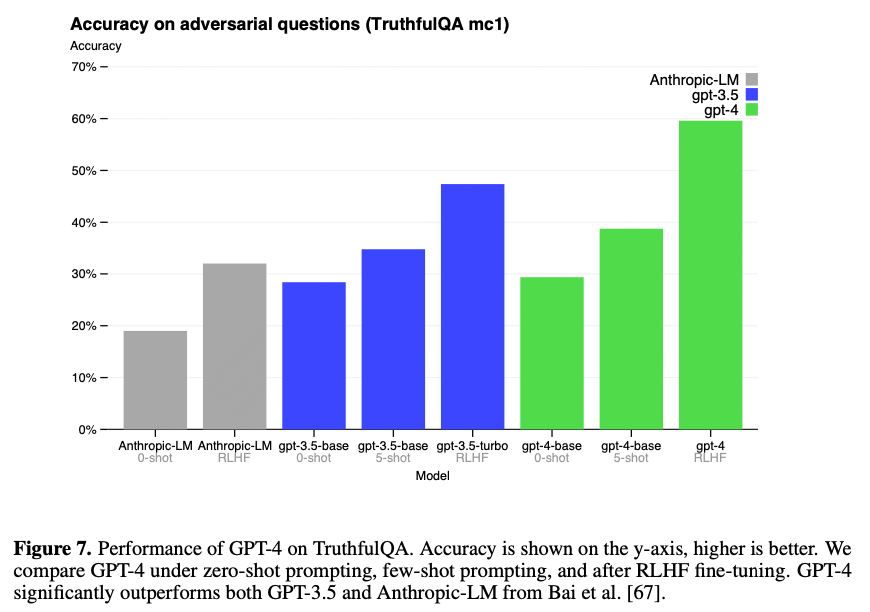 Accuracy on adversarial questions (TruthfulQA mc1)
Accuracy
70%
Anthropic-LM
gpt-3.5
gpt-4
60%
50%
40%
30%
20%
10%
0%
Anthropic-LM Anthropic-LM gpt-3.5-base gpt-3.5-base gpt-3.5-turbo gpt-4-base gpt-4-base gpt-4
0-shot RLHF 0-shot 5-shot RLHF 0-shot 5-shot RLHF
Model
Figure 7. Performance of GPT-4 on TruthfulQA. Accuracy is shown on the y-axis, higher is better. We
compare GPT-4 under zero-shot prompting, few-shot prompting, and after RLHF fine-tuning. GPT-4
significantly outperforms both GPT-3.5 and Anthropic-LM from Bai et al. [67].